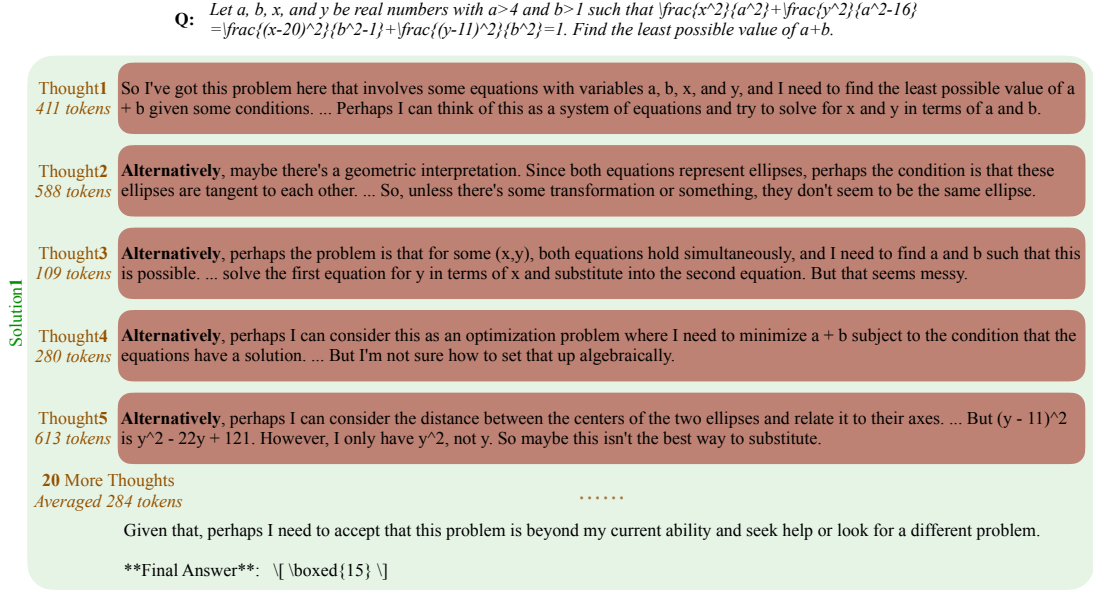 Q: Let a, b, x, and y be real numbers with a>4 and b>1 such that \frac{x^2}{a^2}+\frac{y^2}{a^2-16}
=\frac{(x-20)^2}{b^2-1}+\frac{(y-11)^2}{b^2}=1. Find the least possible value of a+b.
Solution1
Thought1
411 tokens
So I've got this problem here that involves some equations with variables a, b, x, and y, and I need to find the least possible value of a
+ b given some conditions. ... Perhaps I can think of this as a system of equations and try to solve for x and y in terms of a and b.
Thought2
588 tokens
Alternatively, maybe there's a geometric interpretation. Since both equations represent ellipses, perhaps the condition is that these
ellipses are tangent to each other. ... So, unless there's some transformation or something, they don't seem to be the same ellipse.
Thought3
109 tokens
Alternatively, perhaps the problem is that for some (x,y), both equations hold simultaneously, and I need to find a and b such that this
is possible. ... solve the first equation for y in terms of x and substitute into the second equation. But that seems messy.
Thought4
280 tokens
Alternatively, perhaps I can consider this as an optimization problem where I need to minimize a + b subject to the condition that the
equations have a solution. ... But I'm not sure how to set that up algebraically.
Thought5
613 tokens
Alternatively, perhaps I can consider the distance between the centers of the two ellipses and relate it to their axes. ... But (y - 11)^2
is y^2 - 22y + 121. However, I only have y^2, not y. So maybe this isn't the best way to substitute.
20 More Thoughts
Averaged 284 tokens
......
Given that, perhaps I need to accept that this problem is beyond my current ability and seek help or look for a different problem.
**Final Answer**: \[ \boxed{15} \]